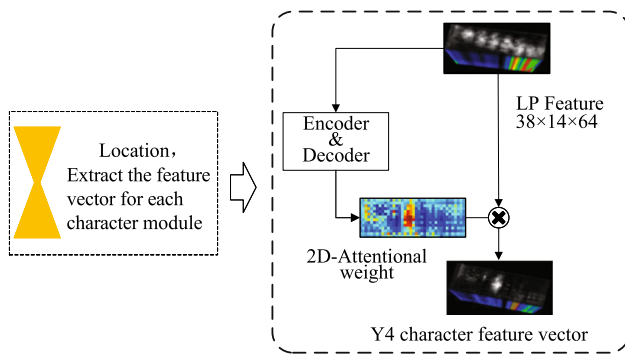 Location，
Extract the feature
vector for each
character module
Encoder
&
Decoder
LP Feature
38×14×64
2D-Attentional
weight
Y4 character feature vector